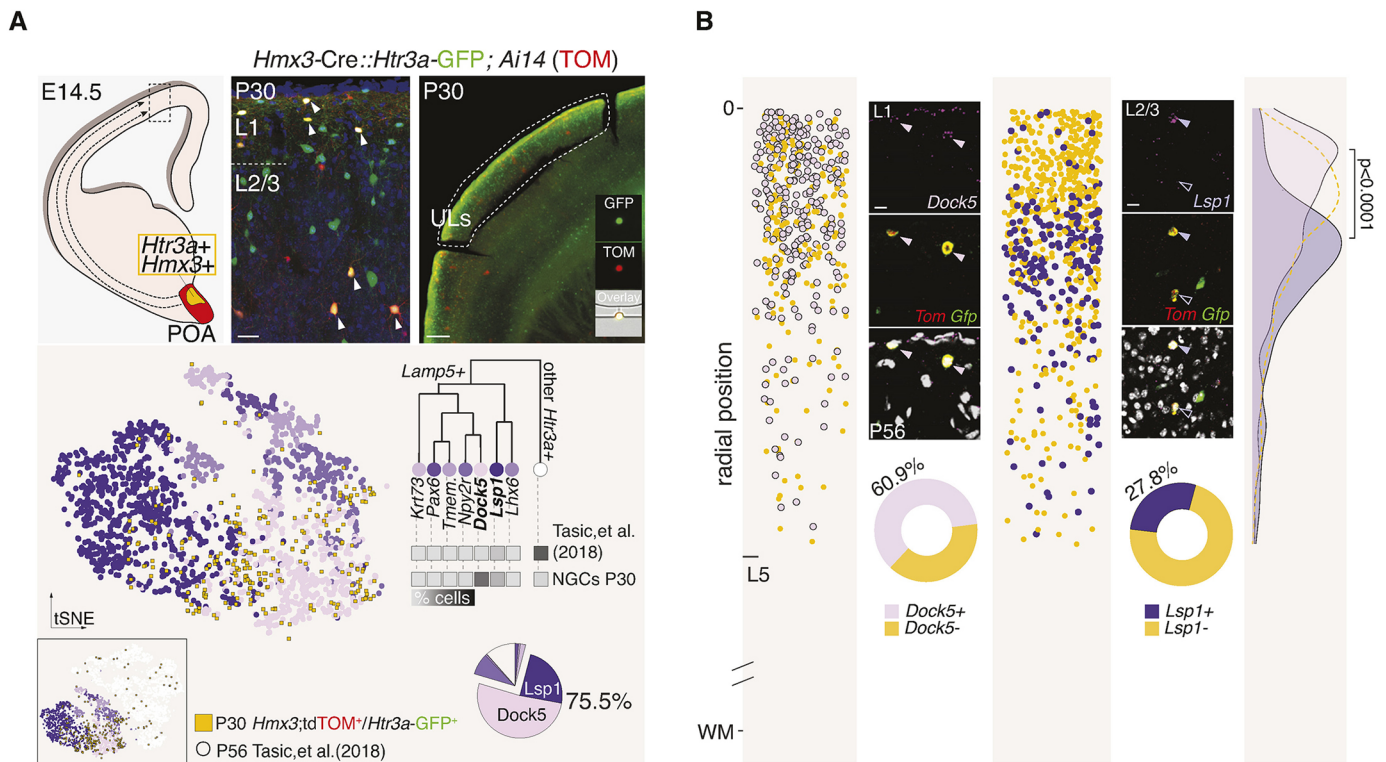 A
Hmx3-Cre::Htr3a-GFP; Ai14 (TOM)
E14.5
Htr3a+
Hmx3+
POA
P30
L1
L2/3
P30
ULs
GFP
TOM
Overlay
Lamp5+
other Htr3a+
Krt73
Pax6
Tmem.
Npy2r
Dock5
Lsp1
Lhx6
Tasic,et al.
(2018)
NGCs P30
% cells
tSNE
Lsp1
Dock5
75.5%
P30 Hmx3;tdTOM+/Htr3a-GFP+
P56 Tasic,et al.(2018)
B
radial position
0
L5
WM
L1
Dock5
Tom Gfp
P56
60.9%
Dock5+
Dock5-
L2/3
Lsp1
Tom Gfp
27.8%
Lsp1+
Lsp1-
p<0.0001